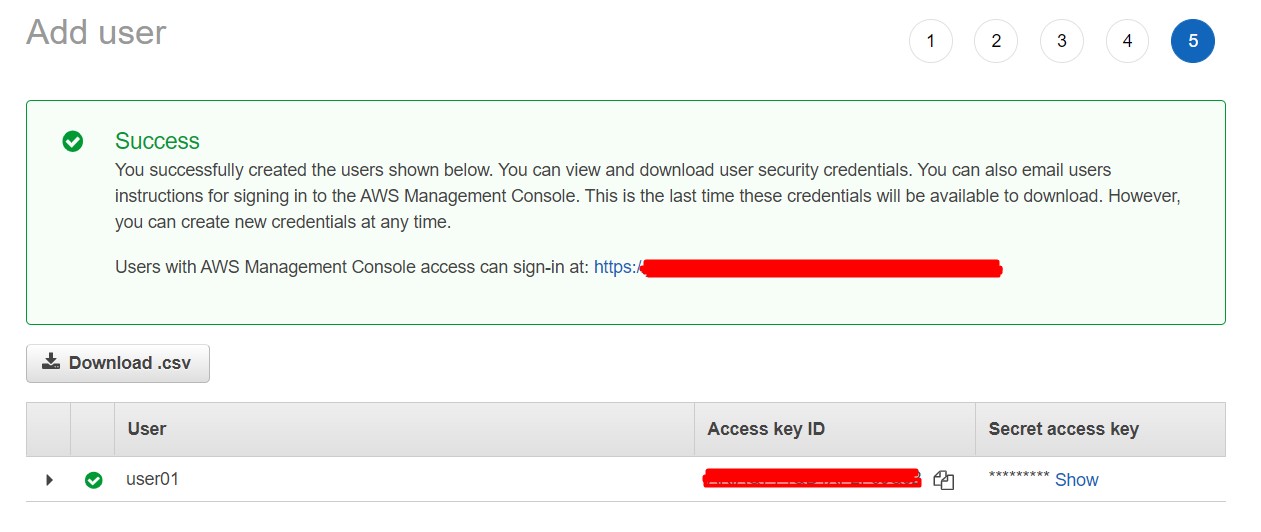 Add user
1 2 3 4 5
Success
You successfully created the users shown below. You can view and download user security credentials. You can also email users
instructions for signing in to the AWS Management Console. This is the last time these credentials will be available to download. However,
you can create new credentials at any time.
Users with AWS Management Console access can sign-in at: https:/
Download .csv
User Access key ID Secret access key
user01 ********* Show